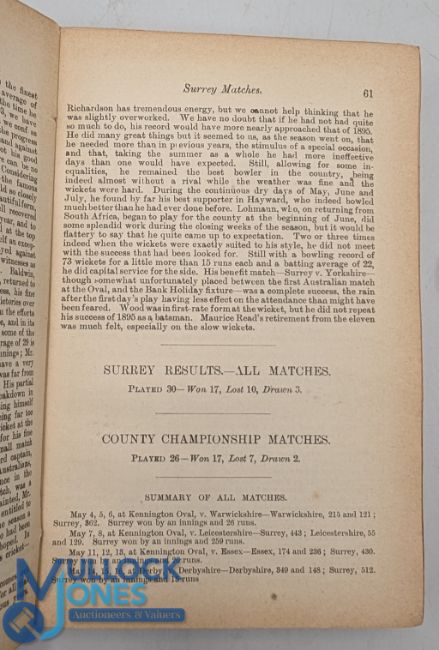 Surrey Matches. 61
Richardson has tremendous energy, but we cannot help thinking that he
was slightly overworked. We have no doubt that if he had not had quite
so much to do, his record would have more nearly approached that of 1895.
He did many great things but it seemed to us, as the season went on, that
he needed more than in previous years, the stimulus of a special occasion,
and that, taking the summer as a whole he had more ineffective
days than one would have expected. Still, allowing for some in-
equalities, he remained the best bowler in the country, being
indeed almost without a rival while the weather was fine and the
wickets were hard. During the continuous dry days of May, June and
July, he found by far his best supporter in Hayward, who indeed bowled
much better than he had ever done before. Lohmann, who, on returning from
South Africa, began to play for the county at the beginning of June, did
some splendid work during the closing weeks of the season, but it would be
flattery to say that he quite came up to expectation. Two or three times
indeed when the wickets were exactly suited to his style, he did not meet
with the success that had been looked for. Still with a bowling record of
73 wickets for a little more than 15 runs each and a batting average of 22,
he did capital service for the side. His benefit match—Surrey v. Yorkshire—
though somewhat unfortunately placed between the first Australian match
at the Oval, and the Bank Holiday fixture—was a complete success, the rain
after the first day's play having less effect on the attendance than might have
been feared. Wood was in first-rate form at the wicket, but he did not repeat
his success of 1895 as a batsman. Maurice Read's retirement from the eleven
was much felt, especially on the slow wickets.
SURREY RESULTS.—ALL MATCHES.
PLAYED 30—Won 17, Lost 10, Drawn 3.
COUNTY CHAMPIONSHIP MATCHES.
PLAYED 26—Won 17, Lost 7, Drawn 2.
SUMMARY OF ALL MATCHES.
May 4, 5, 6, at Kennington Oval, v. Warwickshire—Warwickshire, 215 and 121;
Surrey, 362. Surrey won by an innings and 26 runs.
May 7, 8, at Kennington Oval, v. Leicestershire—Surrey, 443; Leicestershire, 55
and 129. Surrey won by an innings and 259 runs.
May 11, 12, 13, at Kennington Oval, v. Essex—Essex, 174 and 236; Surrey, 430.
Surrey won by an innings and runs.
14, 15, at Derby, Derbyshire—Derbyshire, 349 and 148; Surrey, 512.
Surrey won by an innings and 15 runs
MULLOCK
JONES
Auctioneers & Valuers